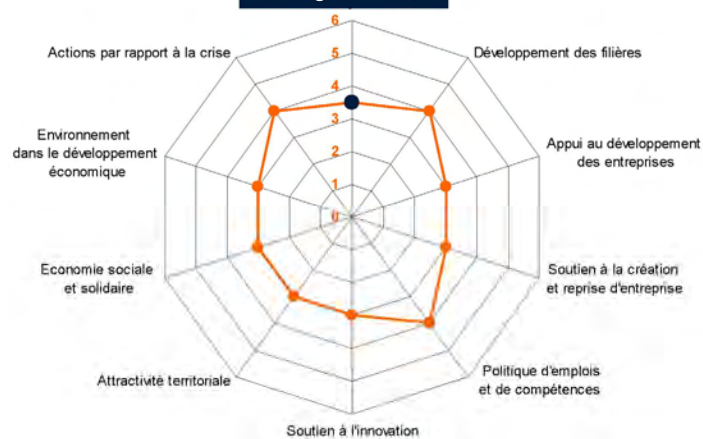 6
5
4
3
2
1
0
Développement des filières
Appui au développement
des entreprises
Soutien à la création
et reprise d'entreprise
Politique d'emplois
et de compétences
Soutien à l'innovation
Attractivité territoriale
Economie sociale
et solidaire
Environnement
dans le développement
économique
Actions par rapport à la crise